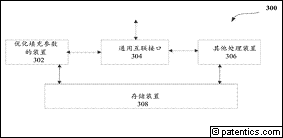 300
优化填充参数
的装置
302
通用互联接口
304
其他处理装置
306
存储装置
308
© patentics.com